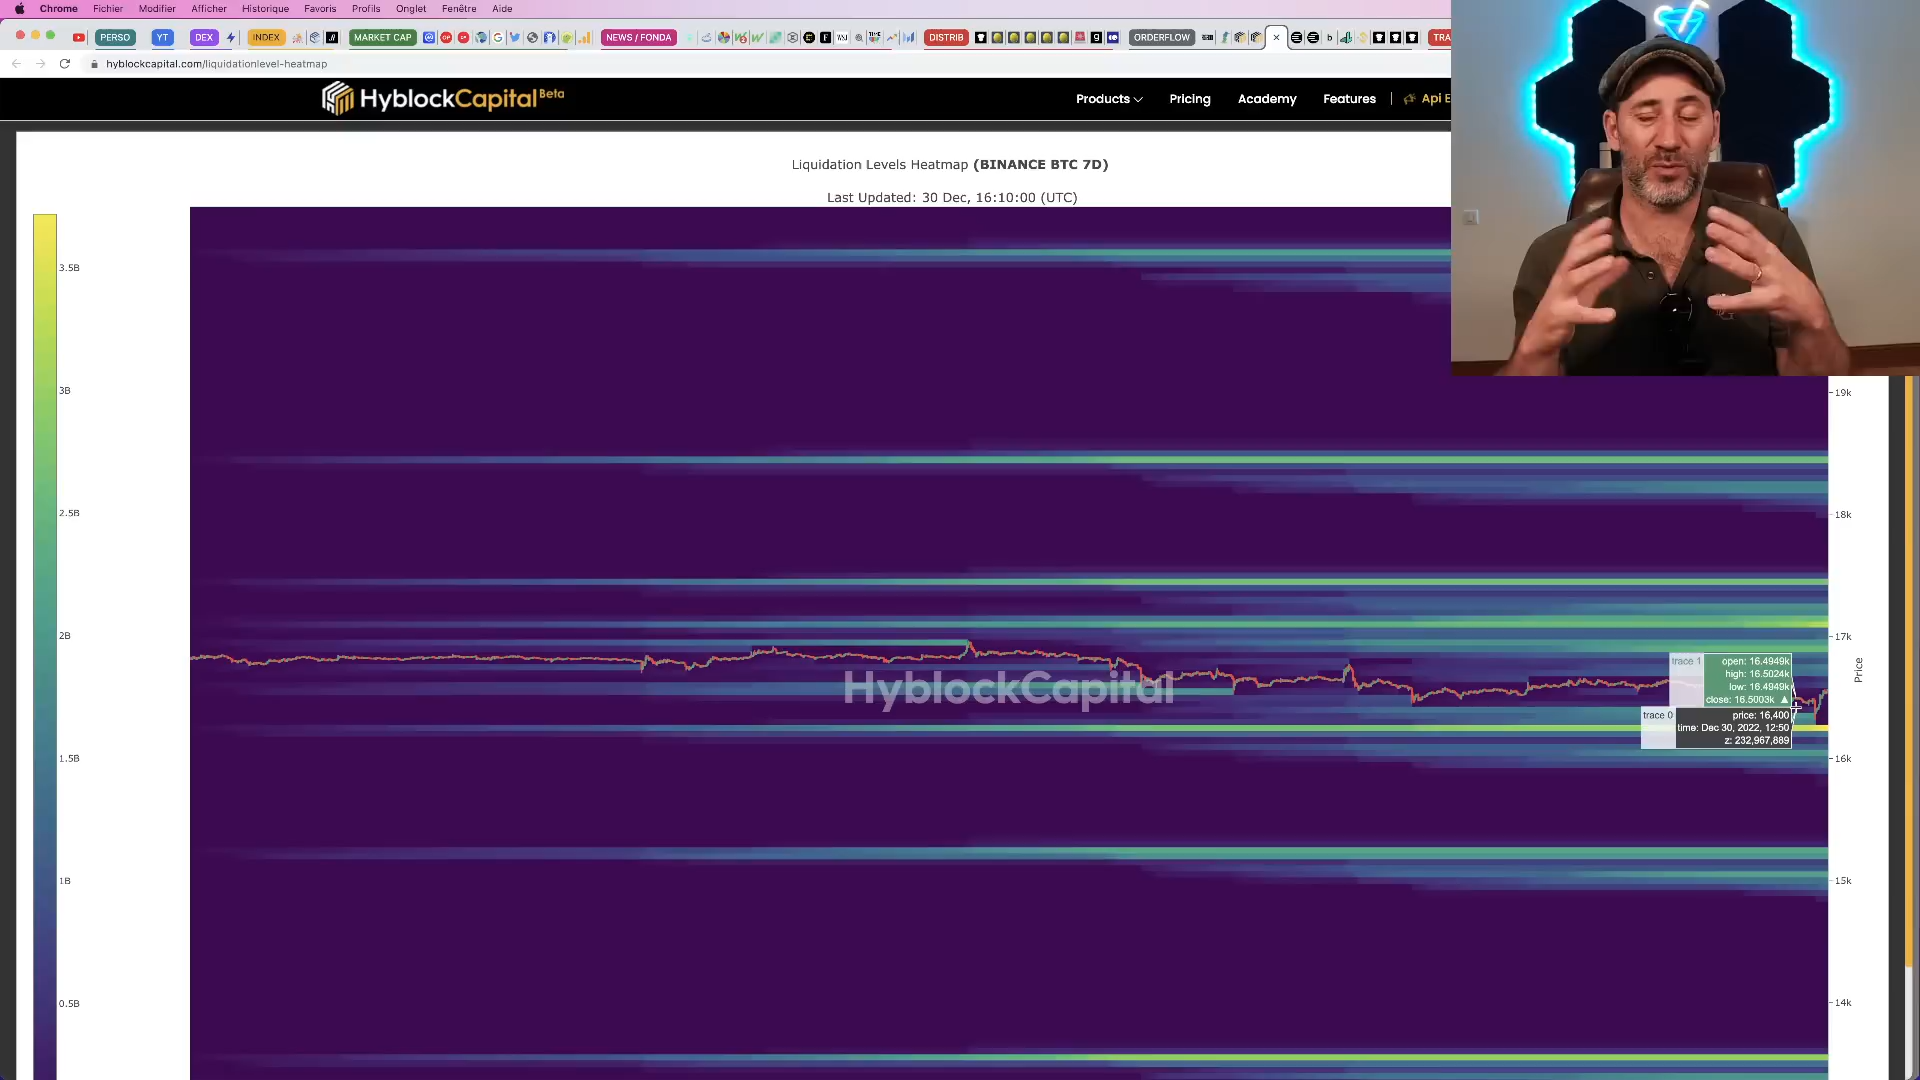 Chrome Fichier Modifier Afficher Historique Favoris Profils Onglet Fenêtre Aide
PERSO YT DEX INDEX MARKET CAP NEWS / FONDA DISTRIB ORDERFLOW TRA
hyblockcapital.com/liquidationlevel-heatmap
HyblockCapital Beta Products Pricing Academy Features Api E
Liquidation Levels Heatmap (BINANCE BTC 7D)
Last Updated: 30 Dec, 16:10:00 (UTC)
3.5B
3B
2.5B
2B
1.5B
1B
0.5B
19k
18k
17k
16k
15k
14k
Price
HyblockCapital
trace 1
open: 16.4949k
high: 16.5024k
low: 16.4949k
close: 16.5003k ▲
trace 0
price: 16,400
time: Dec 30, 2022, 12:50
z: 232,967,889